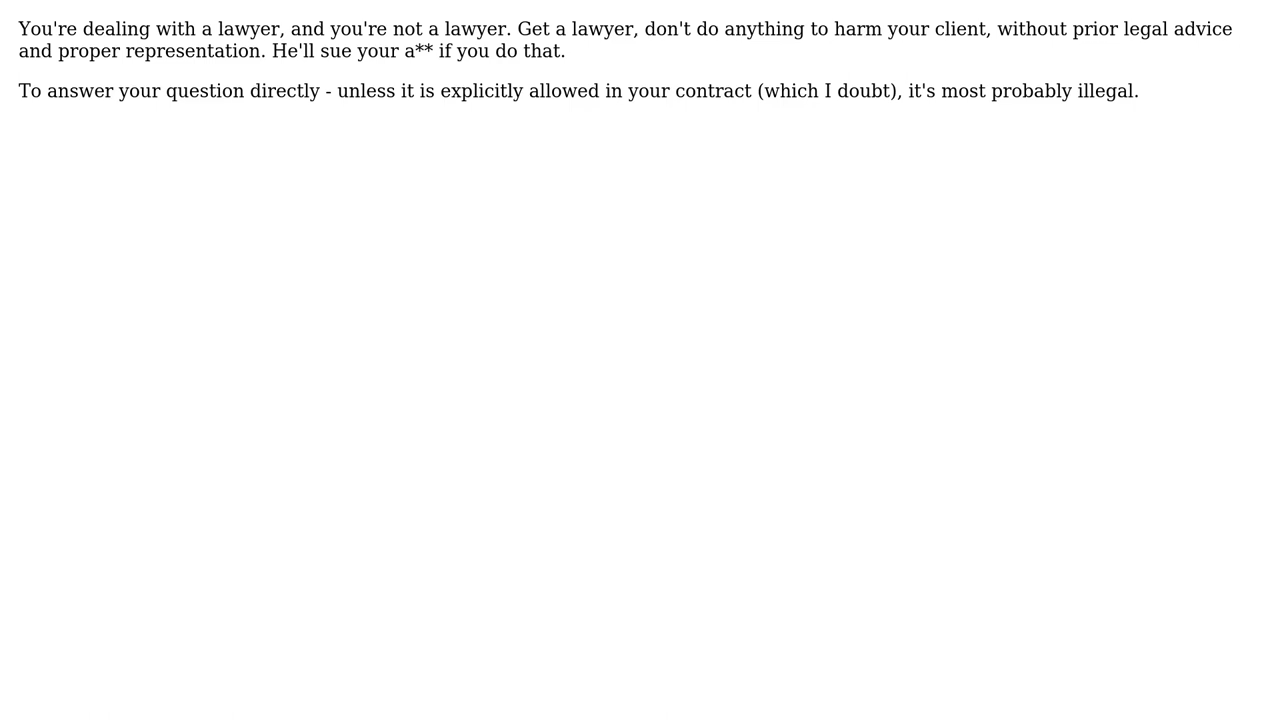 You're dealing with a lawyer, and you're not a lawyer. Get a lawyer, don't do anything to harm your client, without prior legal advice
and proper representation. He'll sue your a** if you do that.
To answer your question directly - unless it is explicitly allowed in your contract (which I doubt), it's most probably illegal.